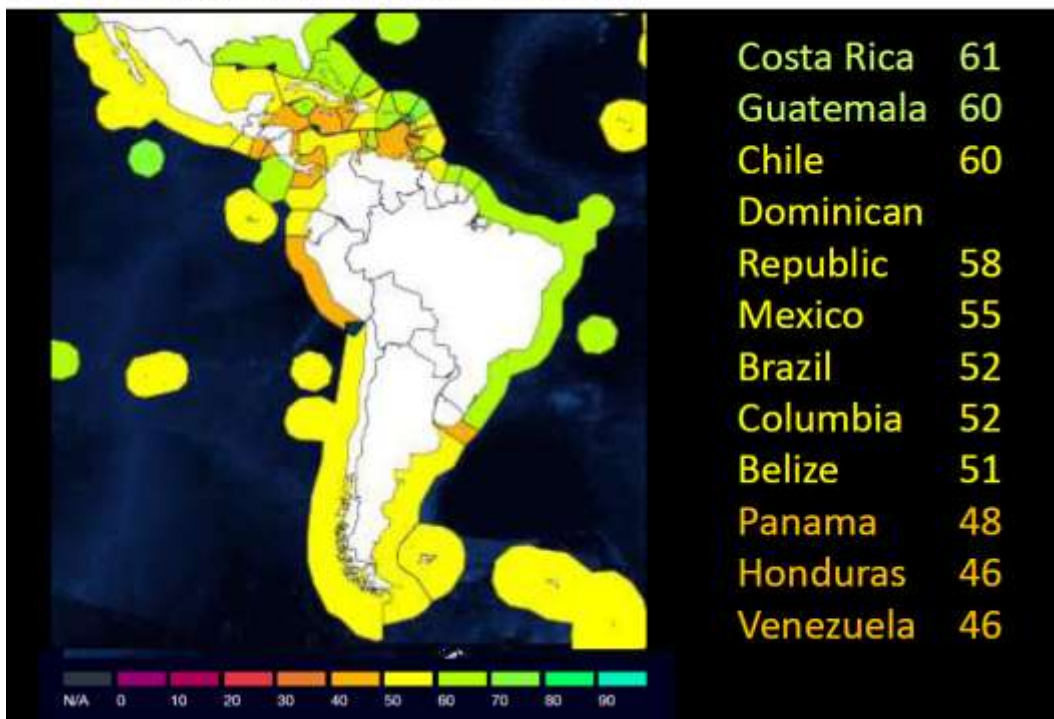 Costa Rica 61
Guatemala 60
Chile 60
Dominican
Republic 58
Mexico 55
Brazil 52
Columbia 52
Belize 51
Panama 48
Honduras 46
Venezuela 46
N/A 0 10 20 30 40 50 60 70 80 90